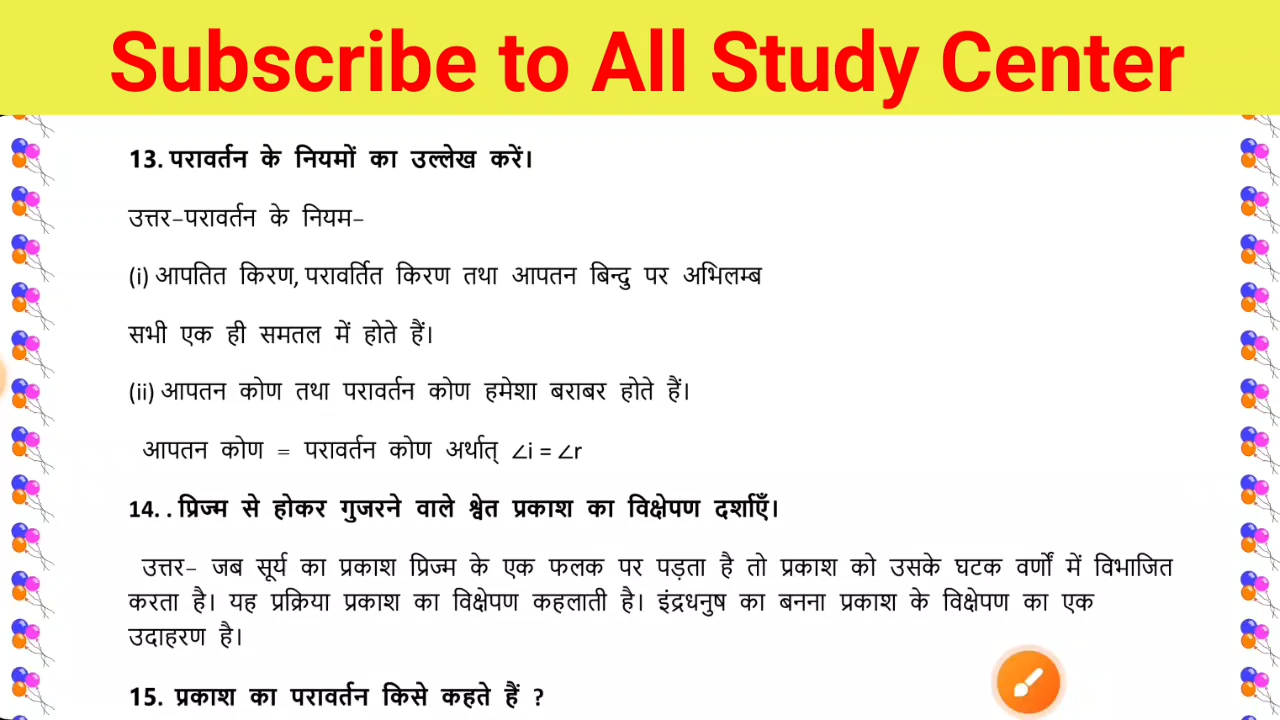 Subscribe to All Study Center
13. परावर्तन के नियमों का उल्लेख करें।
उत्तर-परावर्तन के नियम-
(i) आपतित किरण, परावर्तित किरण तथा आपतन बिन्दु पर अभिलम्ब
सभी एक ही समतल में होते हैं।
(ii) आपतन कोण तथा परावर्तन कोण हमेशा बराबर होते हैं।
आपतन कोण = परावर्तन कोण अर्थात् ∠i = ∠r
14. . प्रिज्म से होकर गुजरने वाले श्वेत प्रकाश का विक्षेपण दर्शाएँ।
उत्तर- जब सूर्य का प्रकाश प्रिज्म के एक फलक पर पड़ता है तो प्रकाश को उसके घटक वर्णों में विभाजित
करता है। यह प्रक्रिया प्रकाश का विक्षेपण कहलाती है। इंद्रधनुष का बनना प्रकाश के विक्षेपण का एक
उदाहरण है।
15. प्रकाश का परावर्तन किसे कहते हैं ?